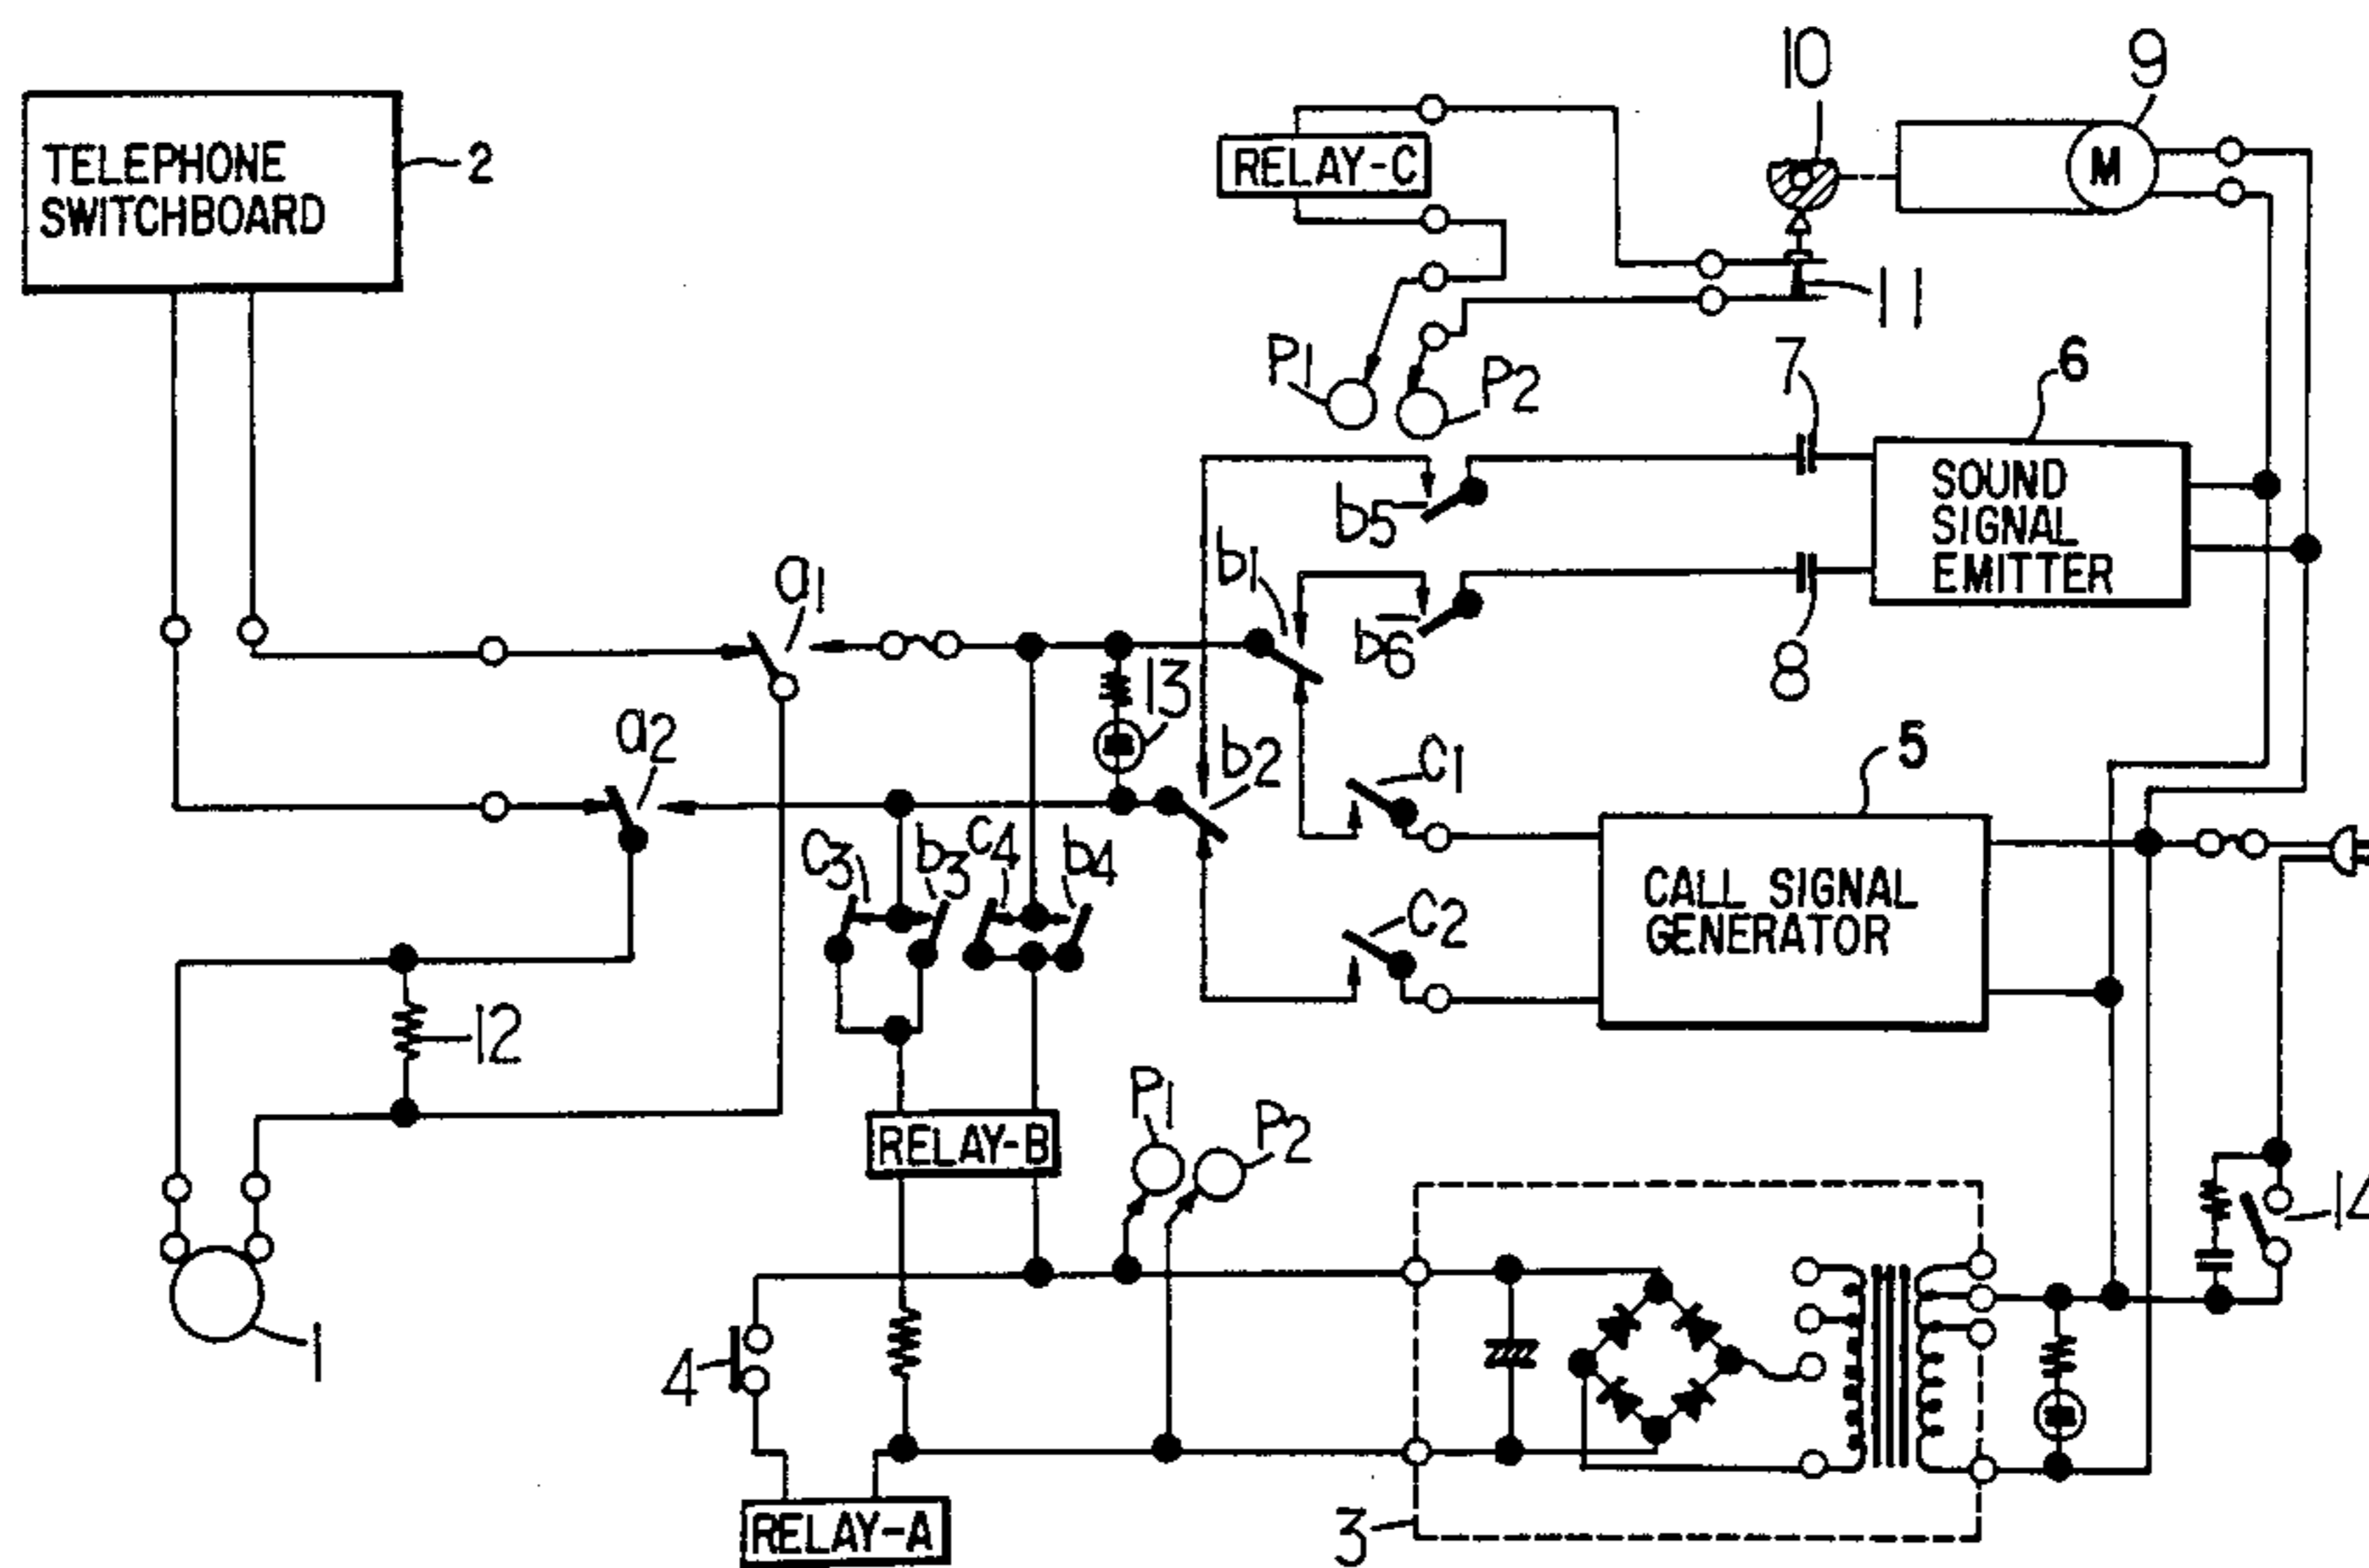 10
9
TELEPHONE
SWITCHBOARD
2
RELAY-C
M
11
P1
P2
7
6
SOUND
SIGNAL
EMITTER
b5
b1
b6
8
a1
13
a2
b2
C1
5
C3
b3
C4
b4
C2
CALL SIGNAL
GENERATOR
12
P1
P2
RELAY-B
14
1
4
3
RELAY-A